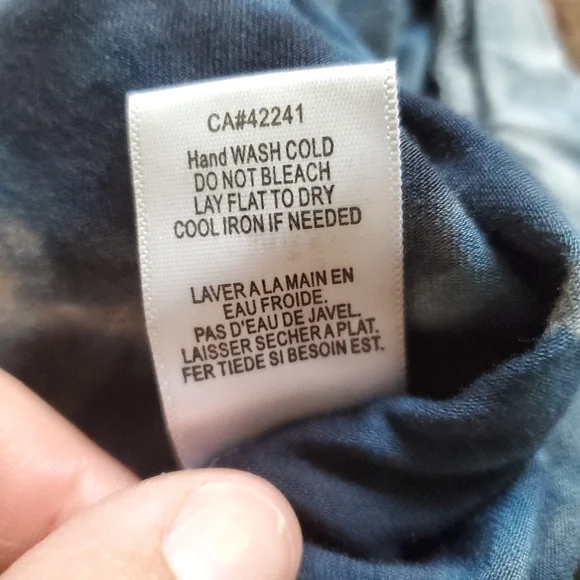 CA#42241
Hand WASH COLD
DO NOT BLEACH
LAY FLAT TO DRY
COOL IRON IF NEEDED
LAVER A LA MAIN EN
EAU FROIDE.
PAS D'EAU DE JAVEL.
LAISSER SECHER A PLAT.
FER TIEDE SI BESOIN EST.